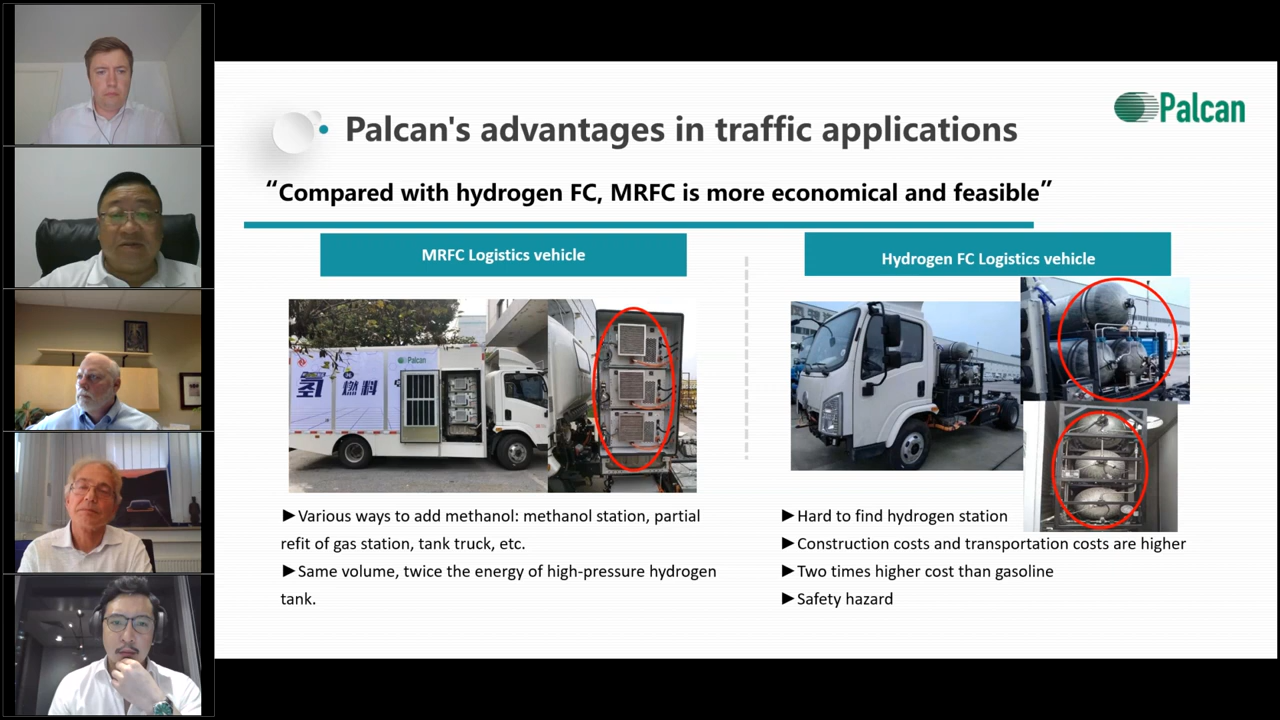 Palcan
Palcan's advantages in traffic applications
“Compared with hydrogen FC, MRFC is more economical and feasible”
MRFC Logistics vehicle
Hydrogen FC Logistics vehicle
Palcan
氢 燃 料
►Various ways to add methanol: methanol station, partial
refit of gas station, tank truck, etc.
►Same volume, twice the energy of high-pressure hydrogen
tank.
►Hard to find hydrogen station
►Construction costs and transportation costs are higher
►Two times higher cost than gasoline
►Safety hazard